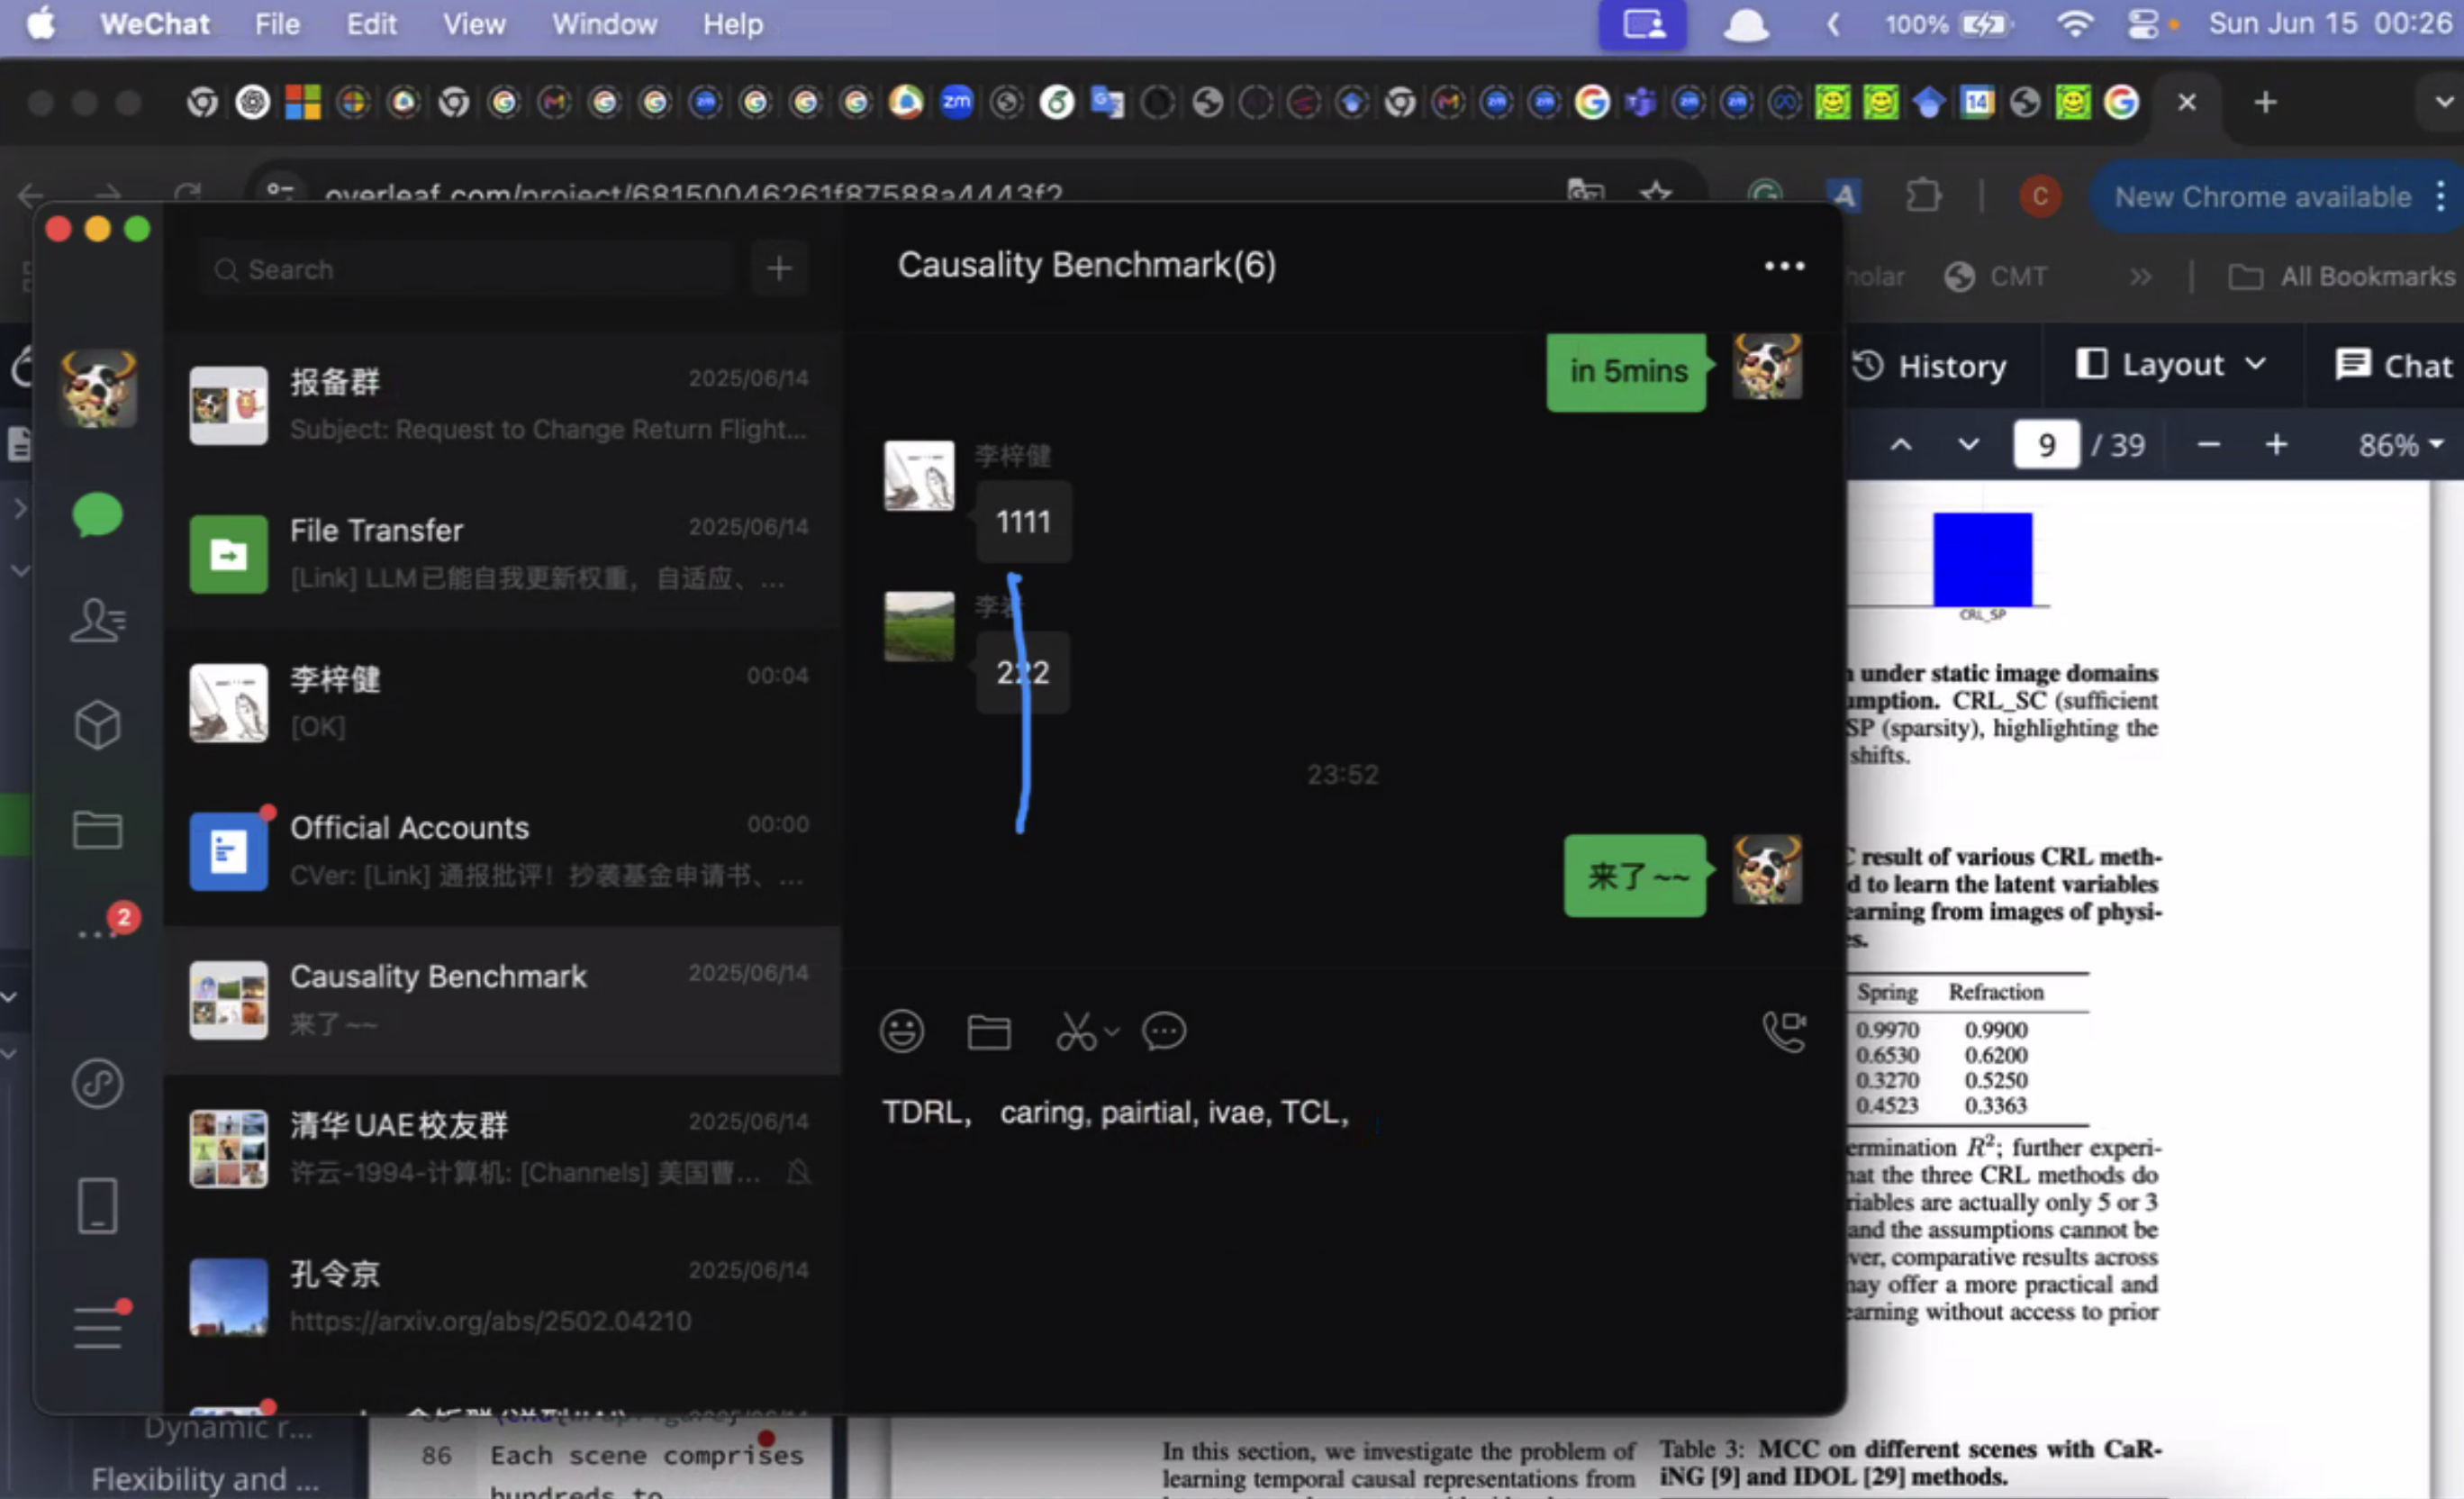 WeChat File Edit View Window Help 100% Sun Jun 15 00:26
overleaf.com/project/68150046261f87588a4443f2
New Chrome available
CMT
All Bookmarks
Search
Causality Benchmark(6)
History Layout Chat
9 / 39 86%
报备群 2025/06/14
Subject: Request to Change Return Flight...
File Transfer 2025/06/14
[Link] LLM已能自我更新权重，自适应、...
李梓健 00:04
[OK]
Official Accounts 00:00
CVer: [Link] 通报批评！抄袭基金申请书、...
2
Causality Benchmark 2025/06/14
来了~~
清华UAE校友群 2025/06/14
许云-1994-计算机: [Channels] 美国曹...
孔令京 2025/06/14
https://arxiv.org/abs/2502.04210
in 5mins
李梓健
1111
222
23:52
来了~~
TDRL, caring, pairtial, ivae, TCL,
CRL_SP
under static image domains
umption. CRL_SC (sufficient
SP (sparsity), highlighting the
shifts.
result of various CRL meth-
d to learn the latent variables
earning from images of physi-
es.
Spring Refraction
0.9970 0.9900
0.6530 0.6200
0.3270 0.5250
0.4523 0.3363
ermination R²; further experi-
hat the three CRL methods do
riables are actually only 5 or 3
and the assumptions cannot be
ver, comparative results across
may offer a more practical and
earning without access to prior
Dynamic r...
Flexibility and ...
86 Each scene comprises
hundreds to
In this section, we investigate the problem of
learning temporal causal representations from
Table 3: MCC on different scenes with CaR-
iNG [9] and IDOL [29] methods.